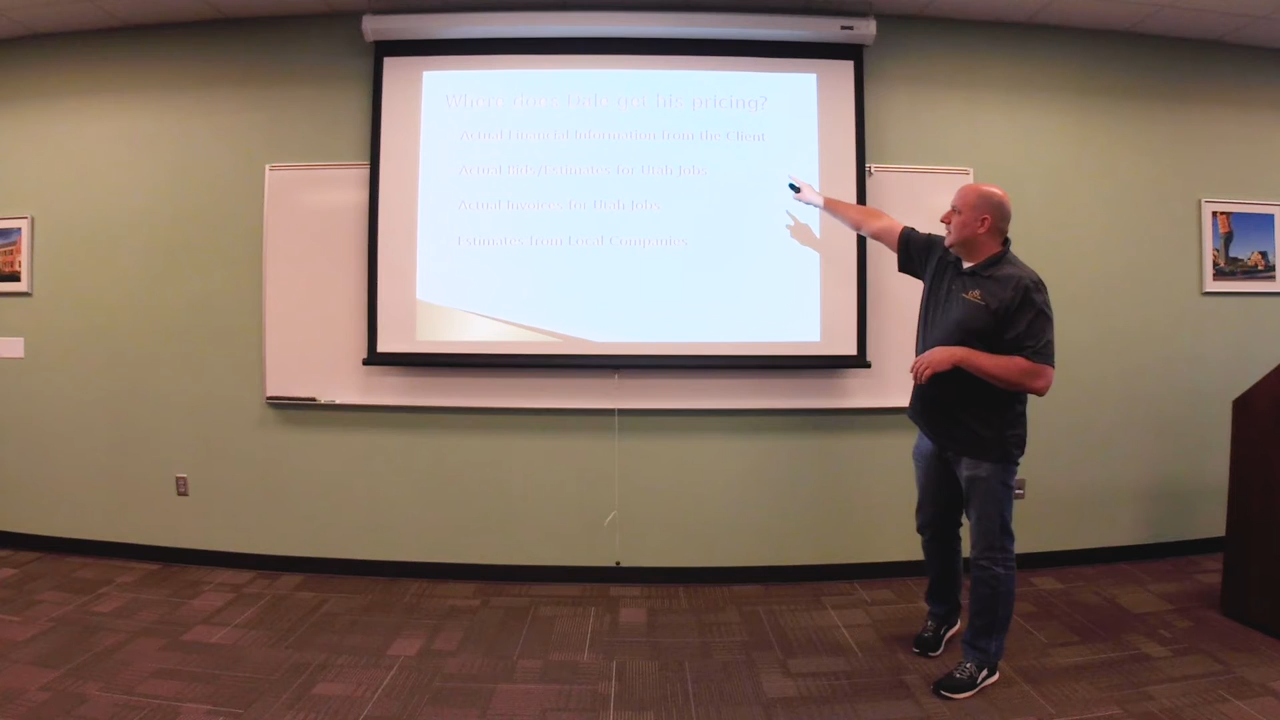 Where does Dale get his pricing?
Actual Financial Information from the Client
Actual Bids/Estimates for Utah Jobs
Actual Invoices for Utah Jobs
Estimates from Local Companies